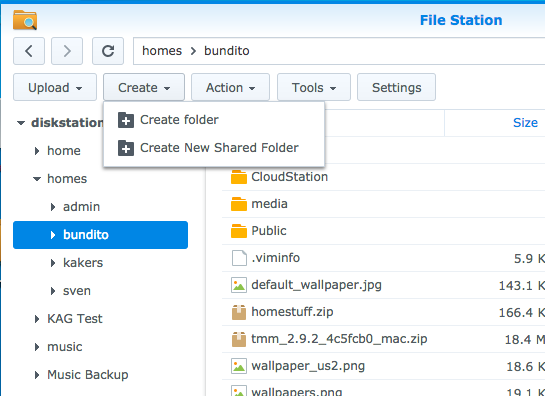 File Station
homes > bundito
Upload Create Action Tools Settings
Create folder
Create New Shared Folder
diskstation
home
homes
admin
bundito
kakers
sven
KAG Test
music
Music Backup
Size
CloudStation
media
Public
.viminfo 5.9 K
default_wallpaper.jpg 143.1 K
homestuff.zip 166.4 K
tmm_2.9.2_4c5fcb0_mac.zip 18.4 M
wallpaper_us2.png 18.6 K
wallpapers.png 19.1 K